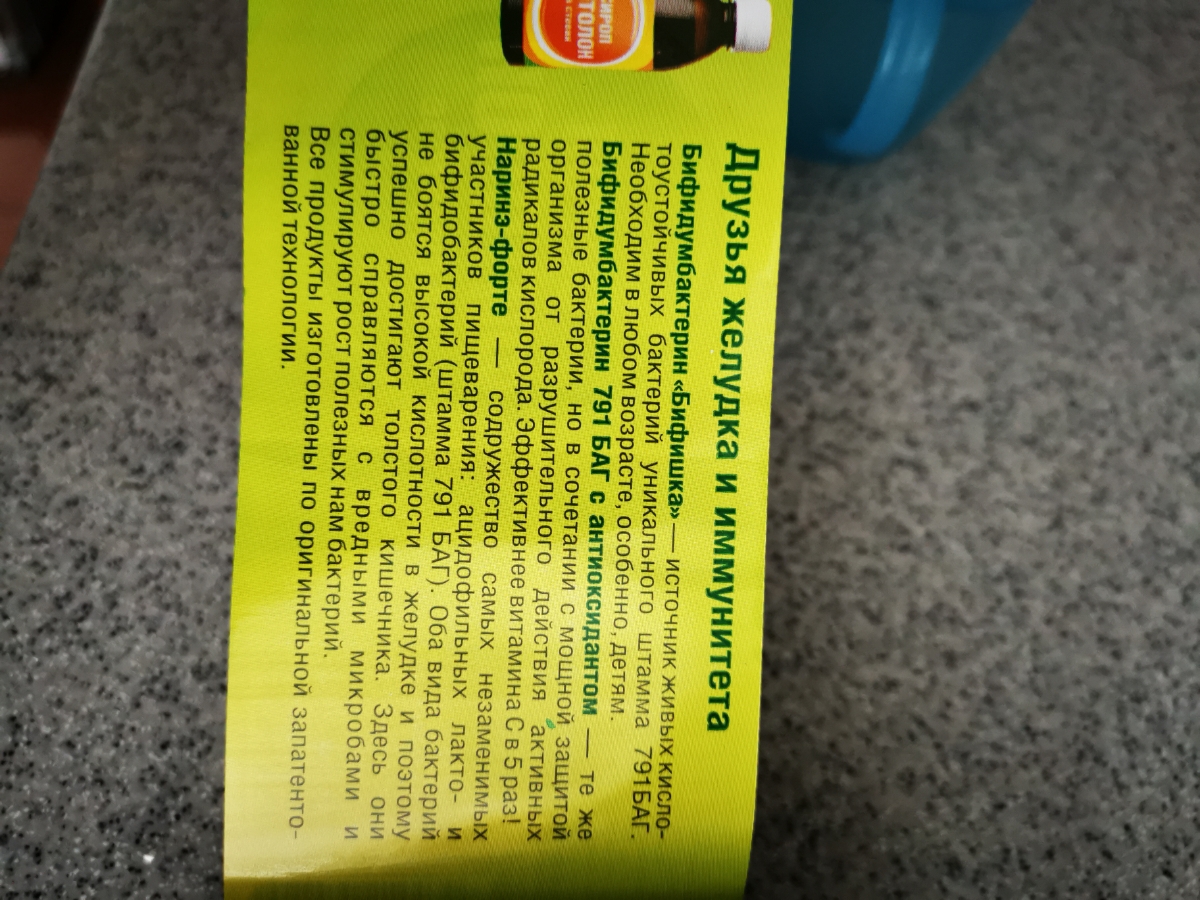 СИРОП
ТОЛОН
Друзья желудка и иммунитета
Бифидумбактерин «Бифишка» — источник живых кисло-
тоустойчивых бактерий уникального штамма 791БАГ.
Необходим в любом возрасте, особенно, детям.
Бифидумбактерин 791 БАГ с антиоксидантом — те же
полезные бактерии, но в сочетании с мощной защитой
организма от разрушительного действия активных
радикалов кислорода. Эффективнее витамина С в 5 раз!
Наринэ-форте — содружество самых незаменимых
участников пищеварения: ацидофильных лакто- и
бифидобактерий (штамма 791 БАГ). Оба вида бактерий
не боятся высокой кислотности в желудке и поэтому
успешно достигают толстого кишечника. Здесь они
быстро справляются с вредными микробами и
стимулируют рост полезных нам бактерий.
Все продукты изготовлены по оригинальной запатенто-
ванной технологии.